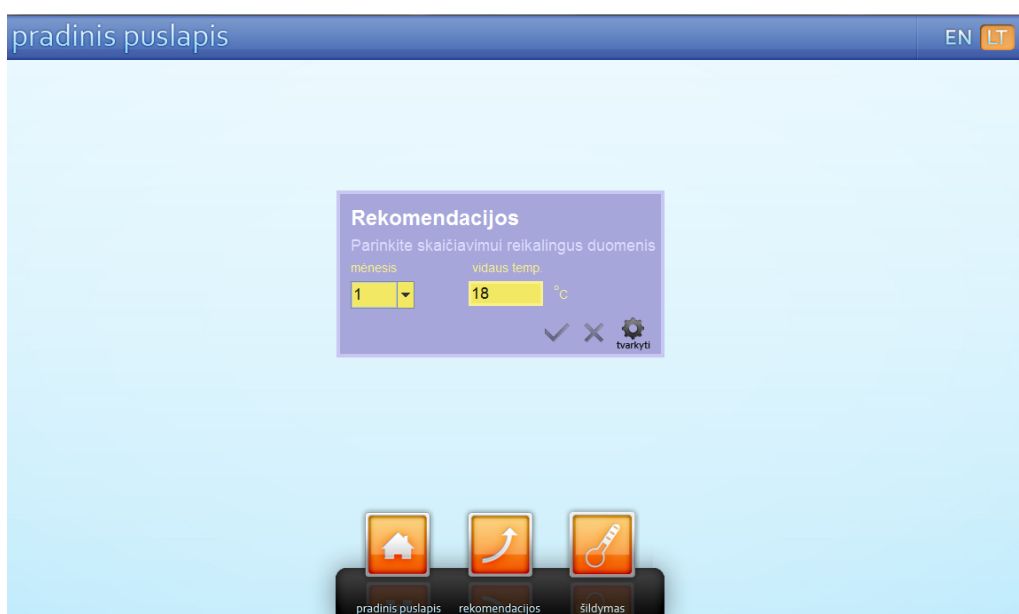 pradinis puslapis EN LT
Rekomendacijos
Parinkite skaičiavimui reikalingus duomenis
mėnesis vidaus temp.
1 18 °C
tvarkyti
pradinis puslapis rekomendacijos šildymas